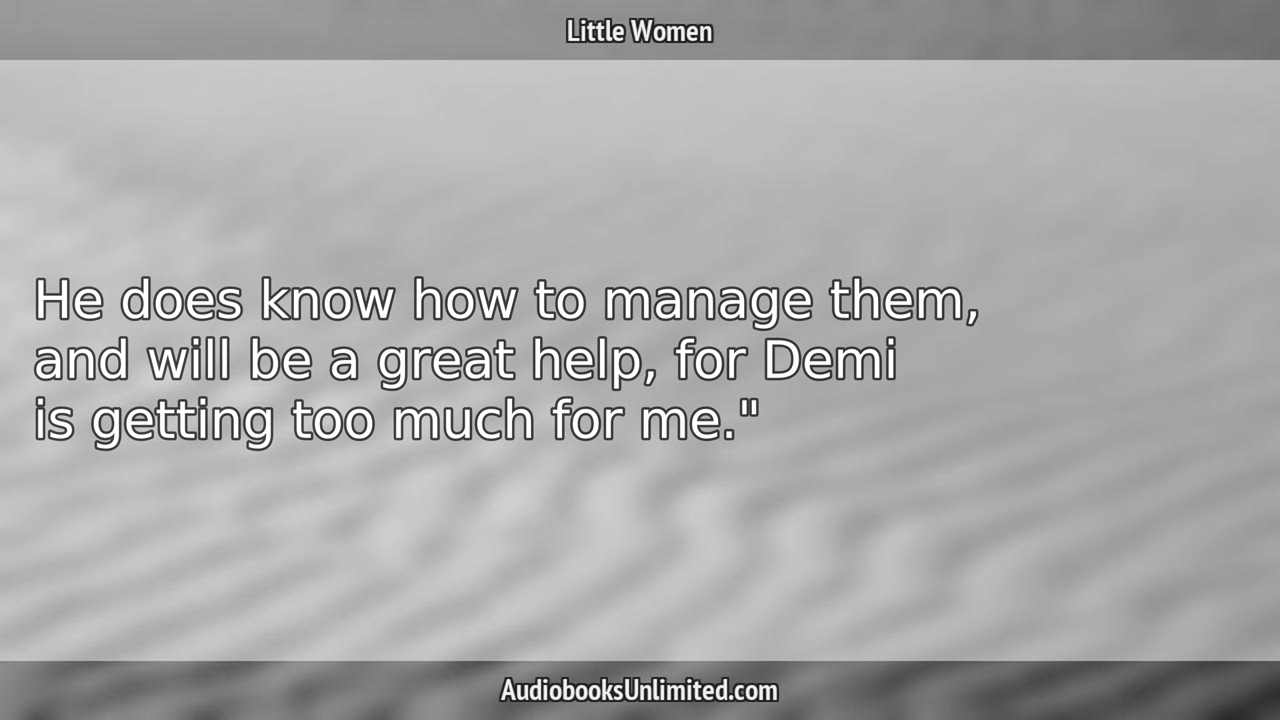 Little Women
He does know how to manage them,
and will be a great help, for Demi
is getting too much for me."
AudiobooksUnlimited.com